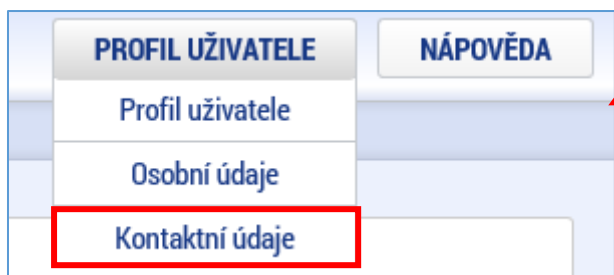 PROFIL UŽIVATELE NÁPOVĚDA
Profil uživatele
Osobní údaje
Kontaktní údaje